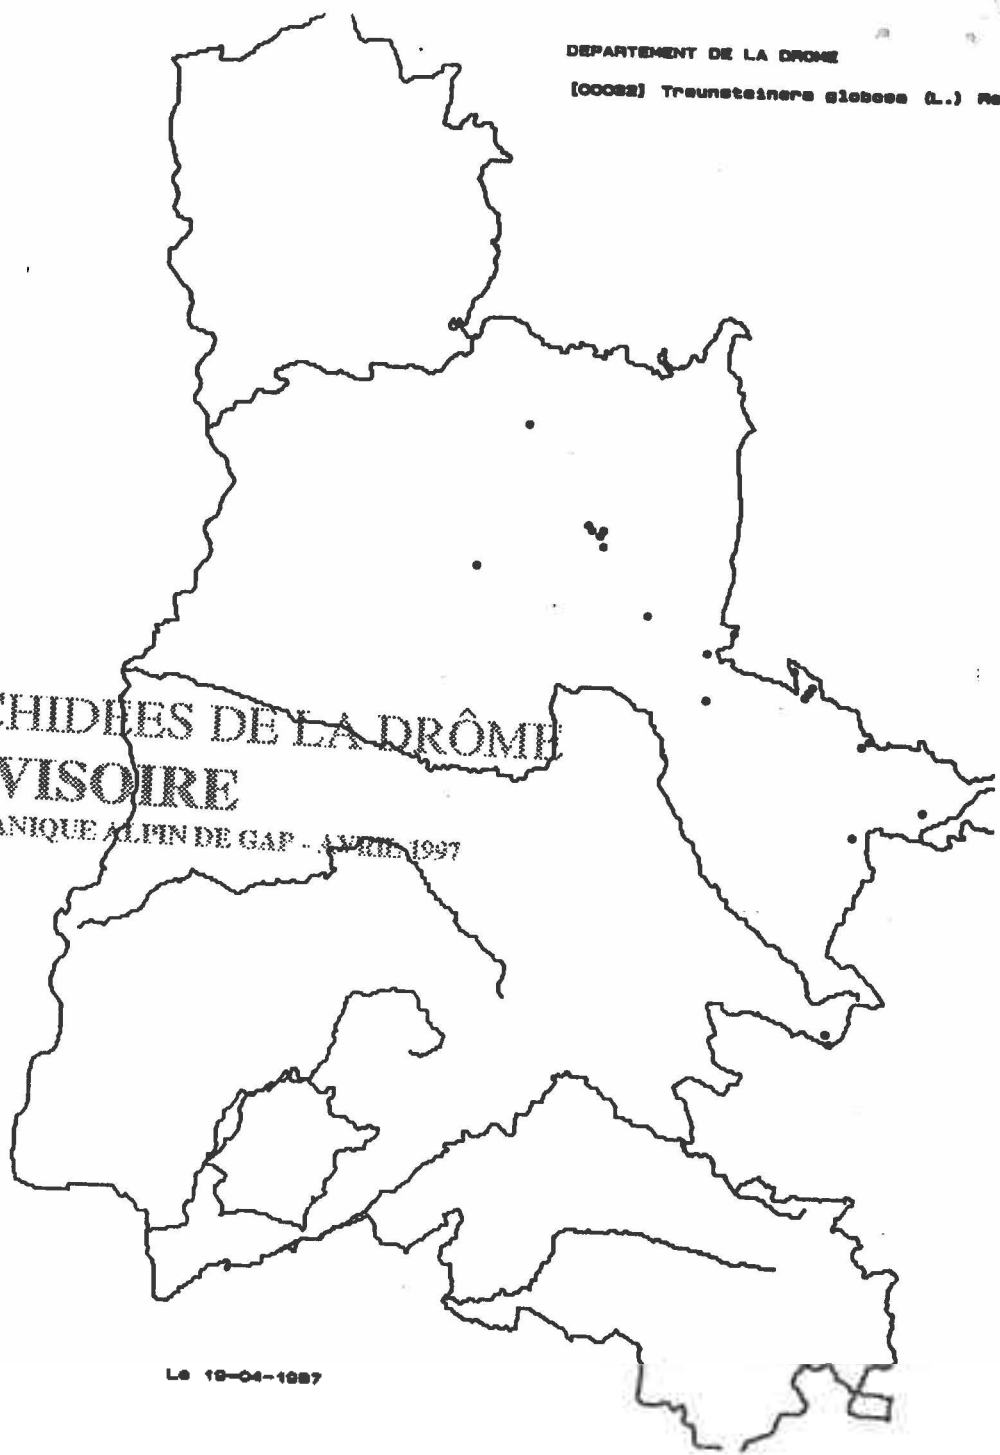 DEPARTEMENT DE LA DROME
[00082] Traunsteinera globosa (L.) Re
CHIDEES DE LA DRÔME
VISOIRE
ANIQUE ALPIN DE GAP - AVRIL 1997
Le 19-04-1997